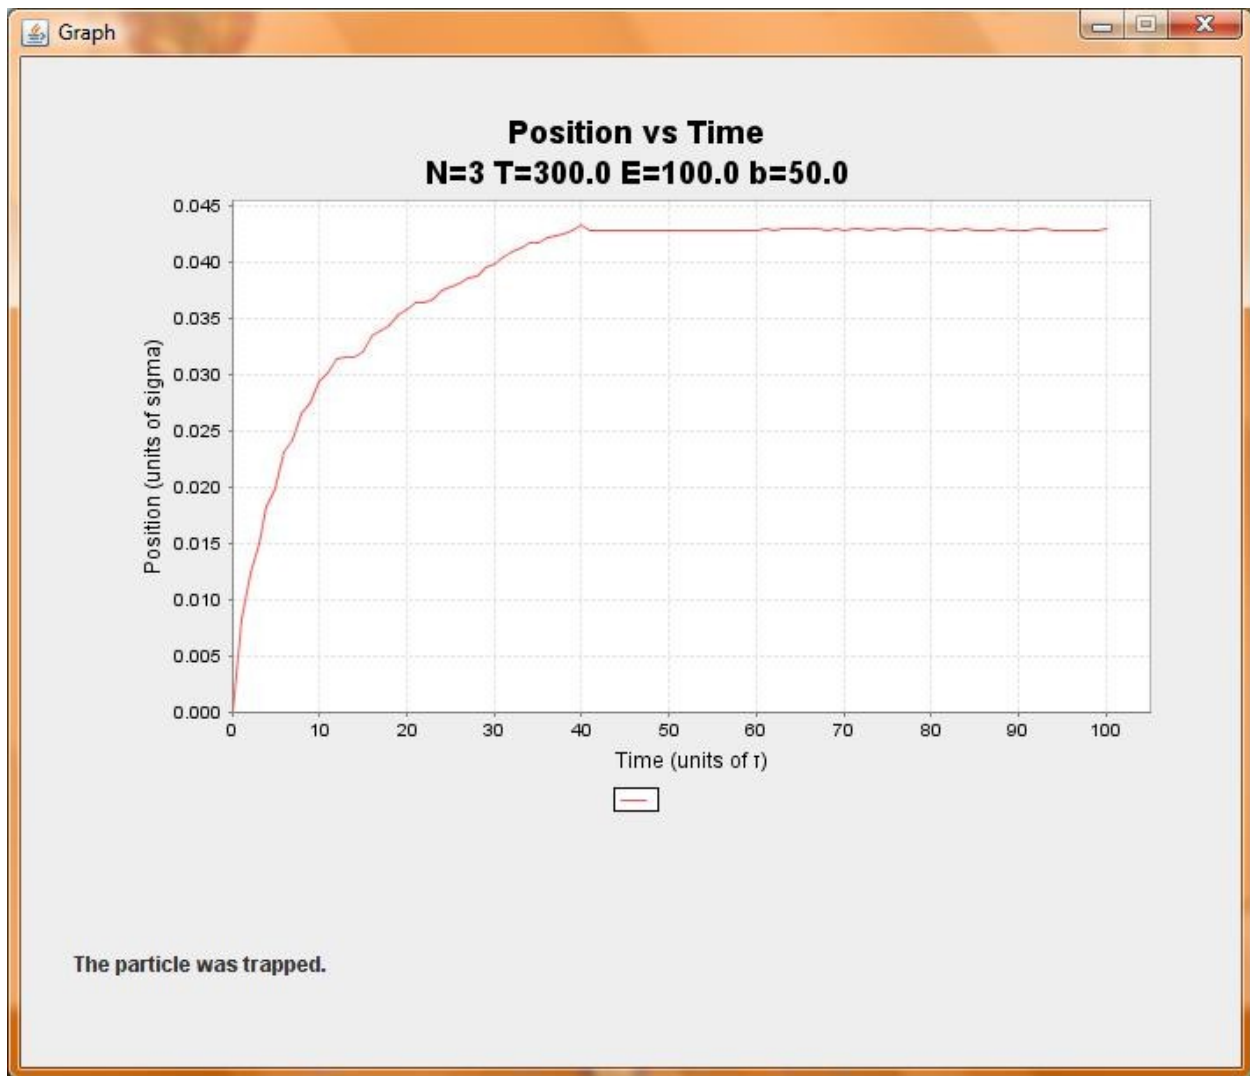 Graph
Position vs Time
N=3 T=300.0 E=100.0 b=50.0
0.045
0.040
0.035
0.030
0.025
0.020
0.015
0.010
0.005
0.000
Position (units of sigma)
0 10 20 30 40 50 60 70 80 90 100
Time (units of τ)
The particle was trapped.